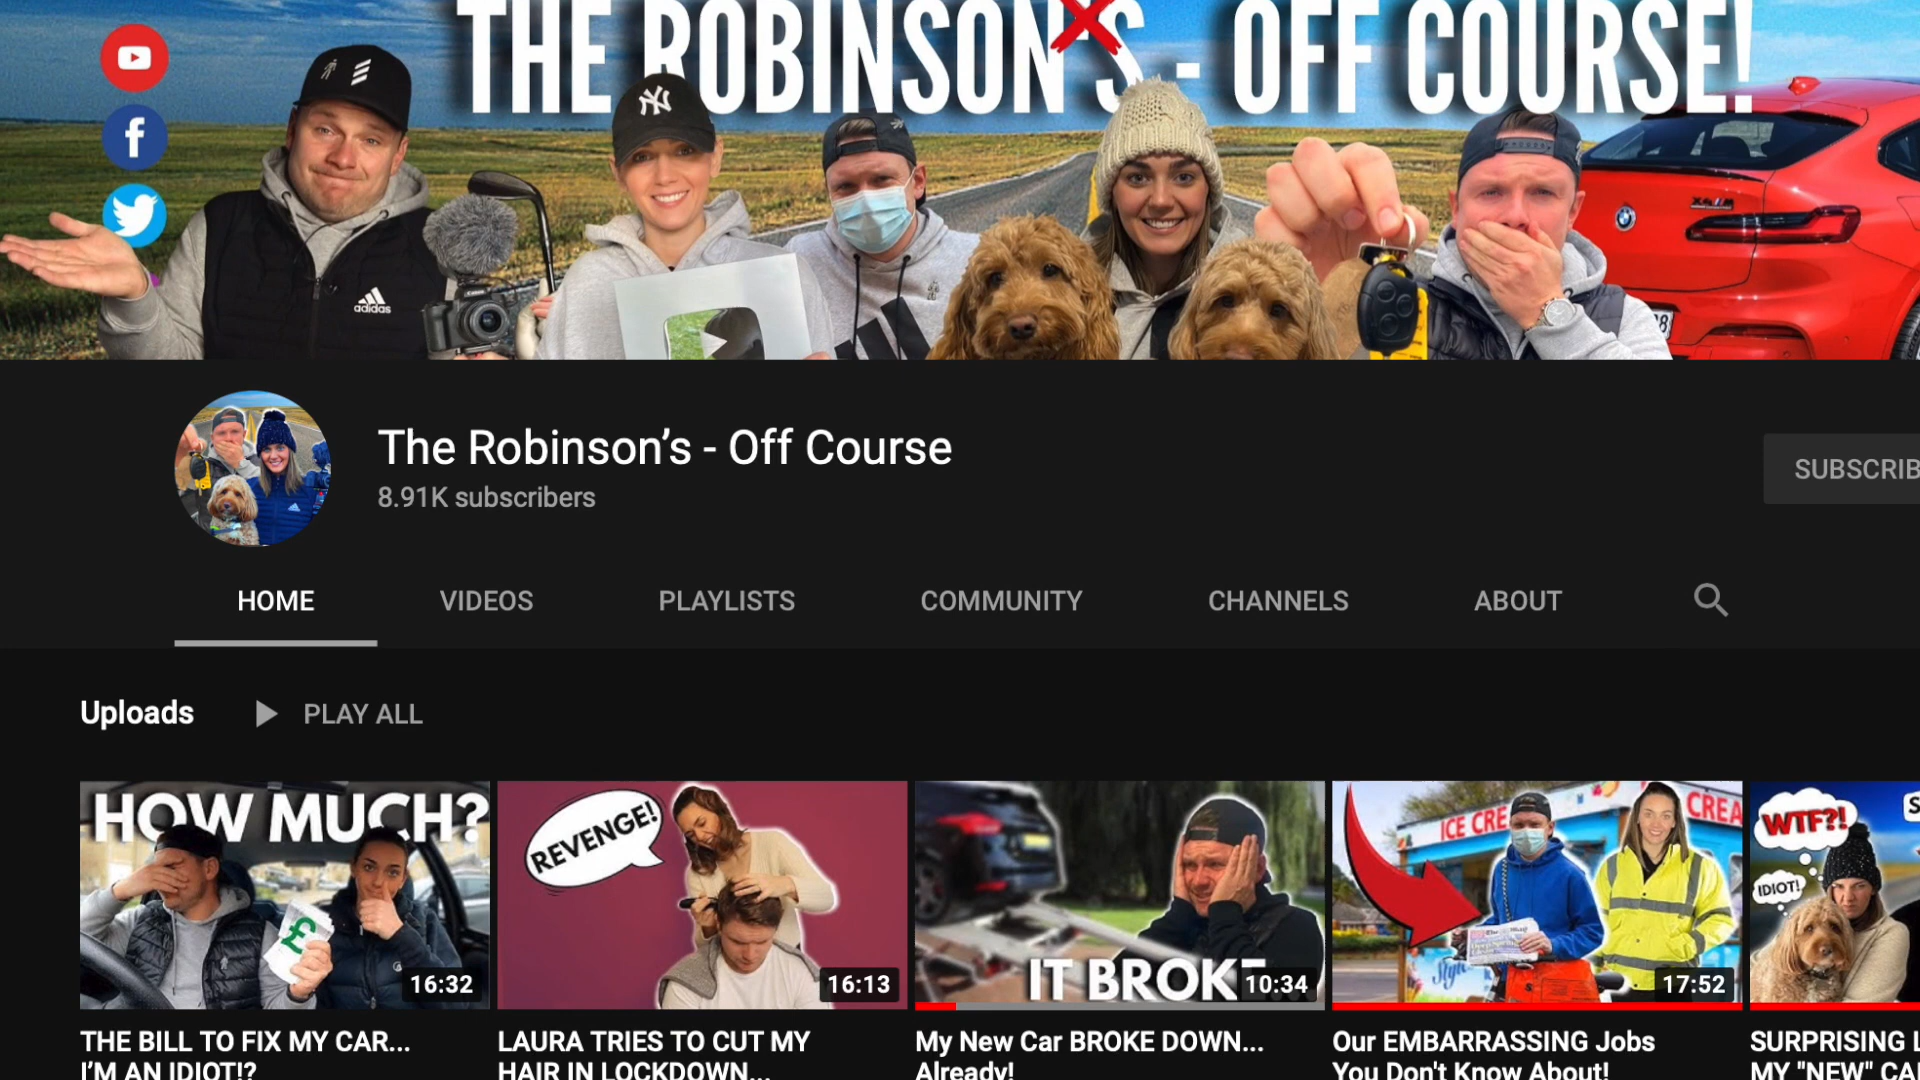 THE ROBINSON'S - OFF COURSE!
adidas
X4 M
The Robinson’s - Off Course
8.91K subscribers
SUBSCRIB
HOME VIDEOS PLAYLISTS COMMUNITY CHANNELS ABOUT
Uploads PLAY ALL
HOW MUCH?
£
16:32
REVENGE!
16:13
IT BROKE
10:34
ICE CRE
CREA
17:52
WTF?!
IDIOT!
S
THE BILL TO FIX MY CAR...
I’M AN IDIOT!?
LAURA TRIES TO CUT MY
HAIR IN LOCKDOWN...
My New Car BROKE DOWN...
Already!
Our EMBARRASSING Jobs
You Don't Know About!
SURPRISING L
MY "NEW" CA